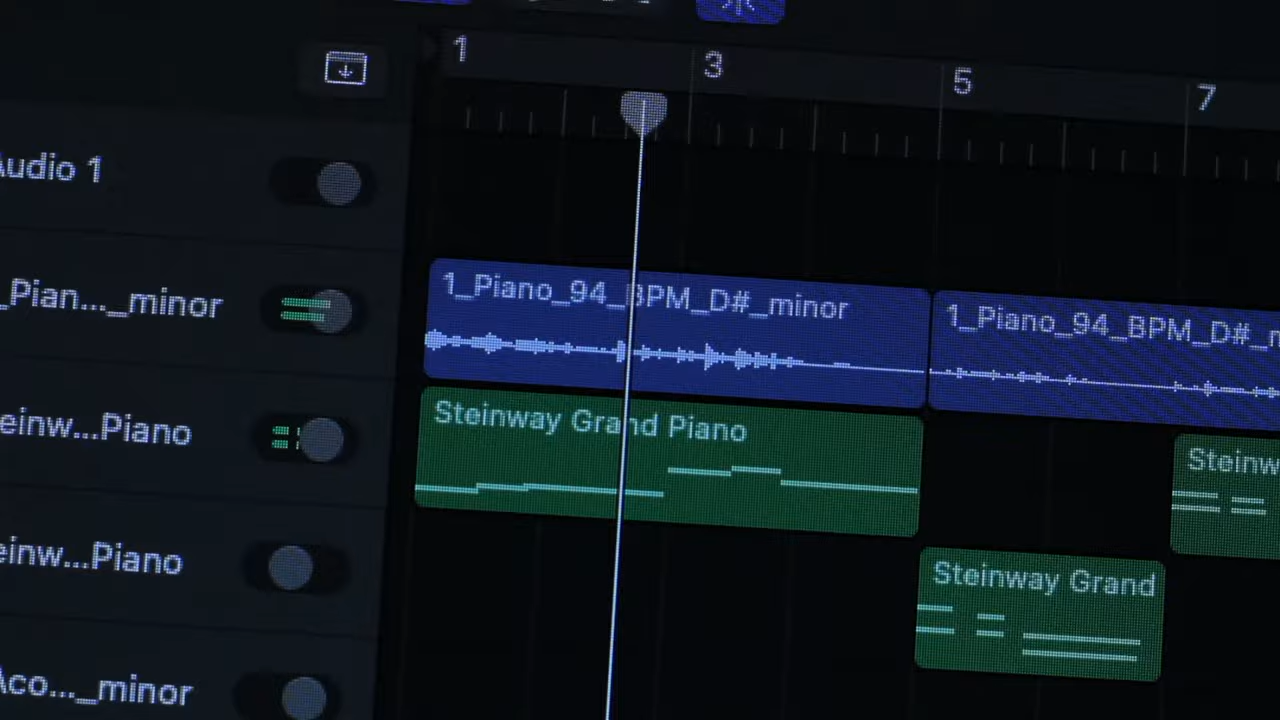 1 3 5 7
Audio 1
_Pian..._minor
1_Piano_94_BPM_D#_minor
1_Piano_94_BPM_D#_m
einw...Piano
Steinway Grand Piano
Steinw
einw...Piano
Steinway Grand
Aco..._minor